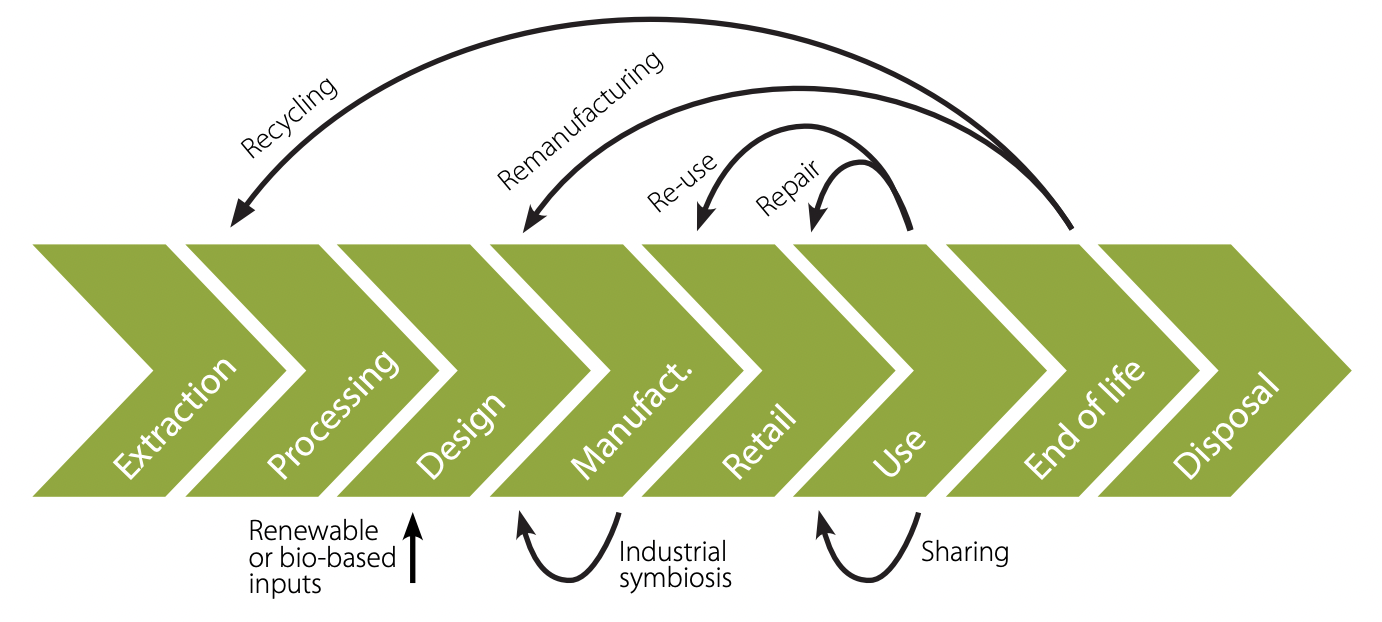 Recycling
Remanufacturing
Re-use
Repair
Extraction
Processing
Design
Manufact.
Retail
Use
End of life
Disposal
Renewable
or bio-based
inputs
Industrial
symbiosis
Sharing